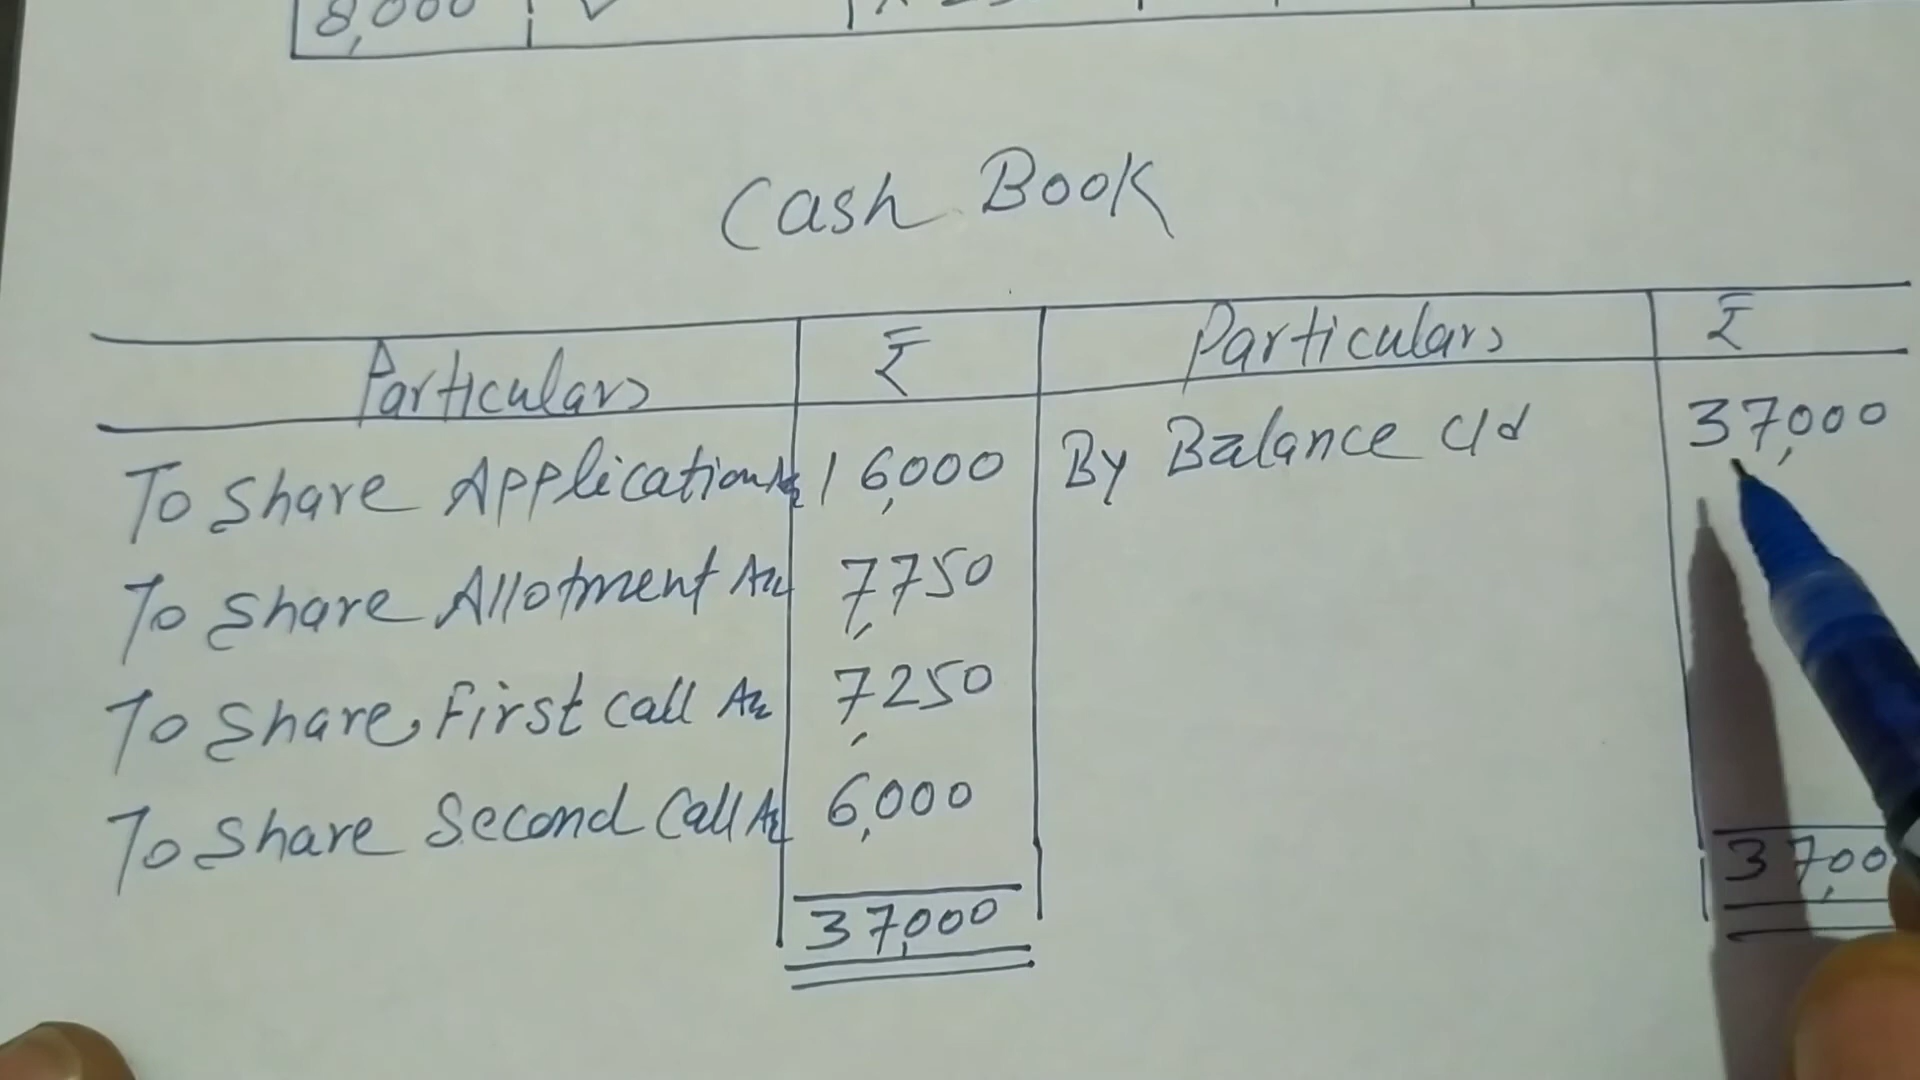 8,000
Cash Book
Particulars ₹ Particulars ₹
To Share Application A/c 16,000 By Balance c/d 37,000
To Share Allotment A/c 7,750
To Share First Call A/c 7,250
To Share Second Call A/c 6,000
37,000 37,00